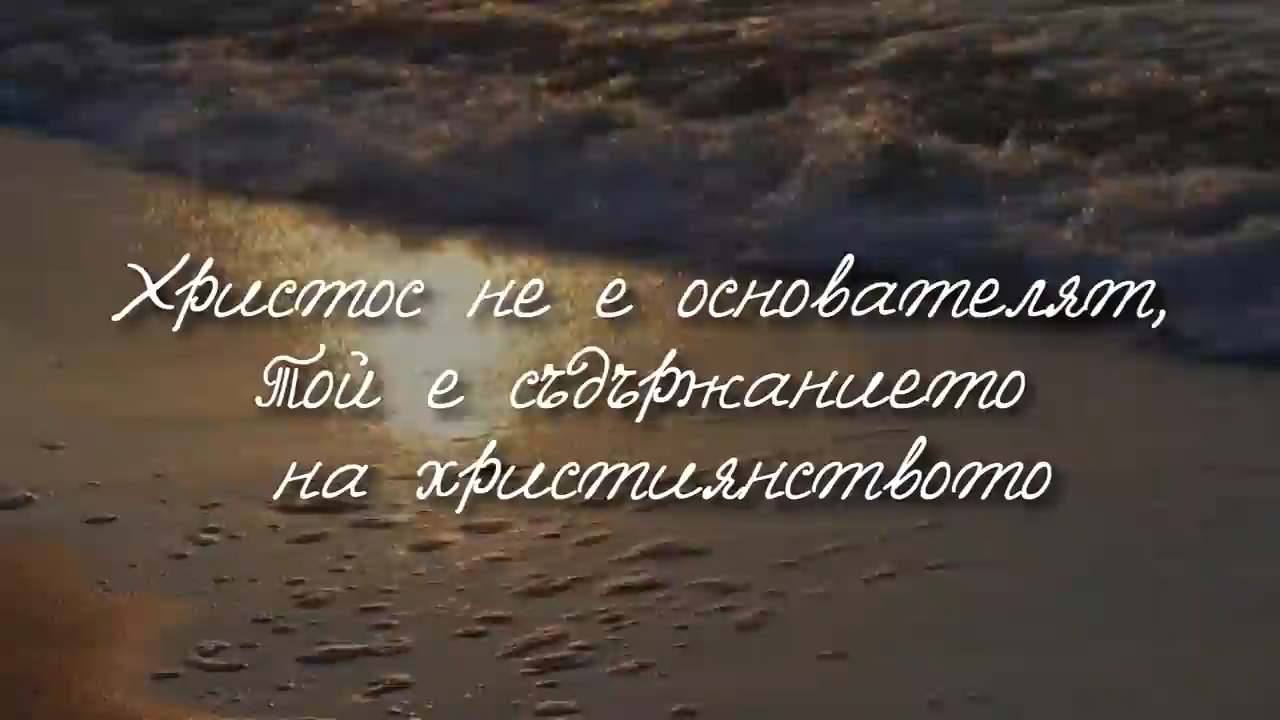 Христос не е основателят,
Той е съдържанието
на християнството